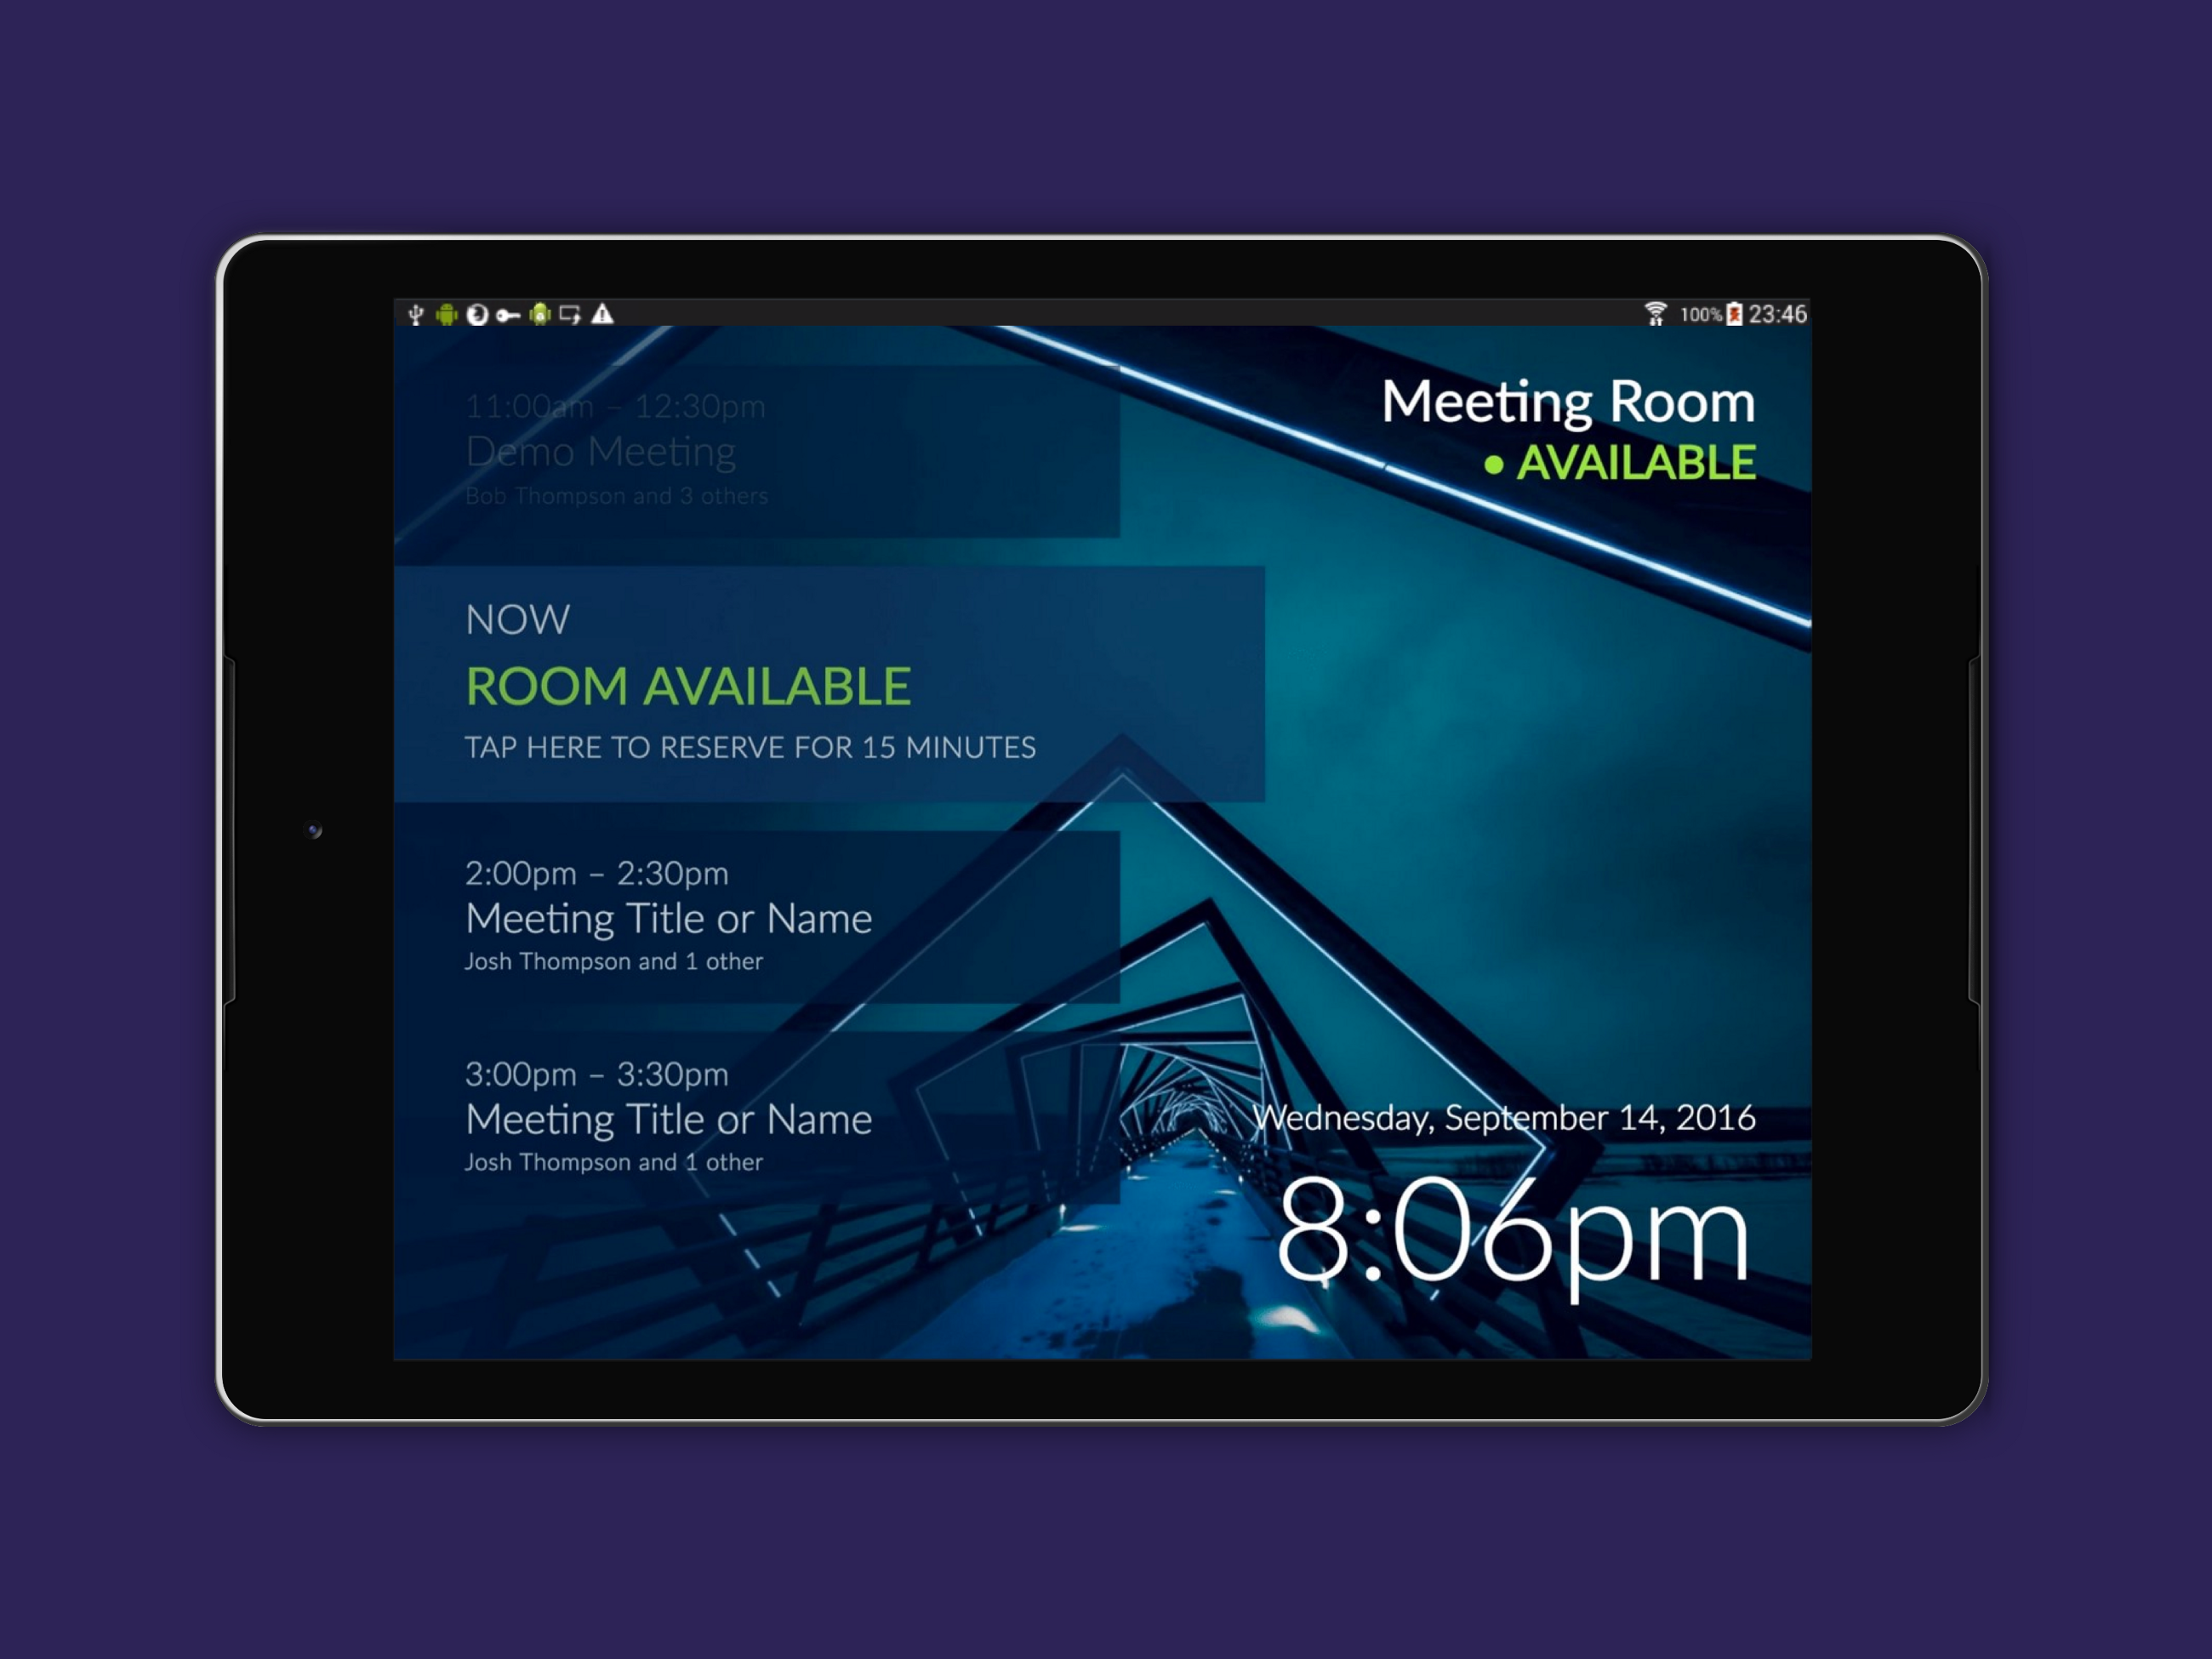 100% 23:46
Meeting Room
• AVAILABLE
11:00am – 12:30pm
Demo Meeting
Bob Thompson and 3 others
NOW
ROOM AVAILABLE
TAP HERE TO RESERVE FOR 15 MINUTES
2:00pm – 2:30pm
Meeting Title or Name
Josh Thompson and 1 other
3:00pm – 3:30pm
Meeting Title or Name
Josh Thompson and 1 other
Wednesday, September 14, 2016
8:06pm